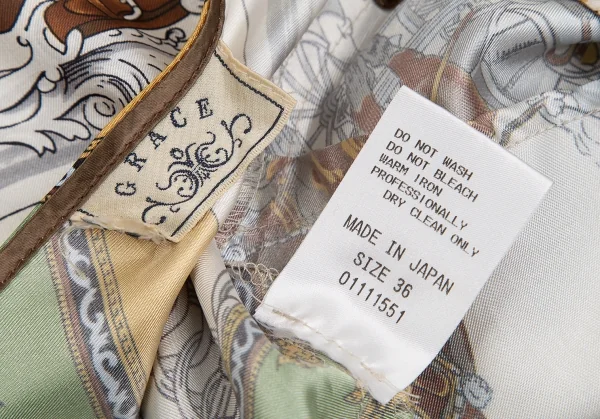 GRACE
DO NOT WASH
DO NOT BLEACH
WARM IRON
PROFESSIONALLY
DRY CLEAN ONLY
MADE IN JAPAN
SIZE 36
01111551